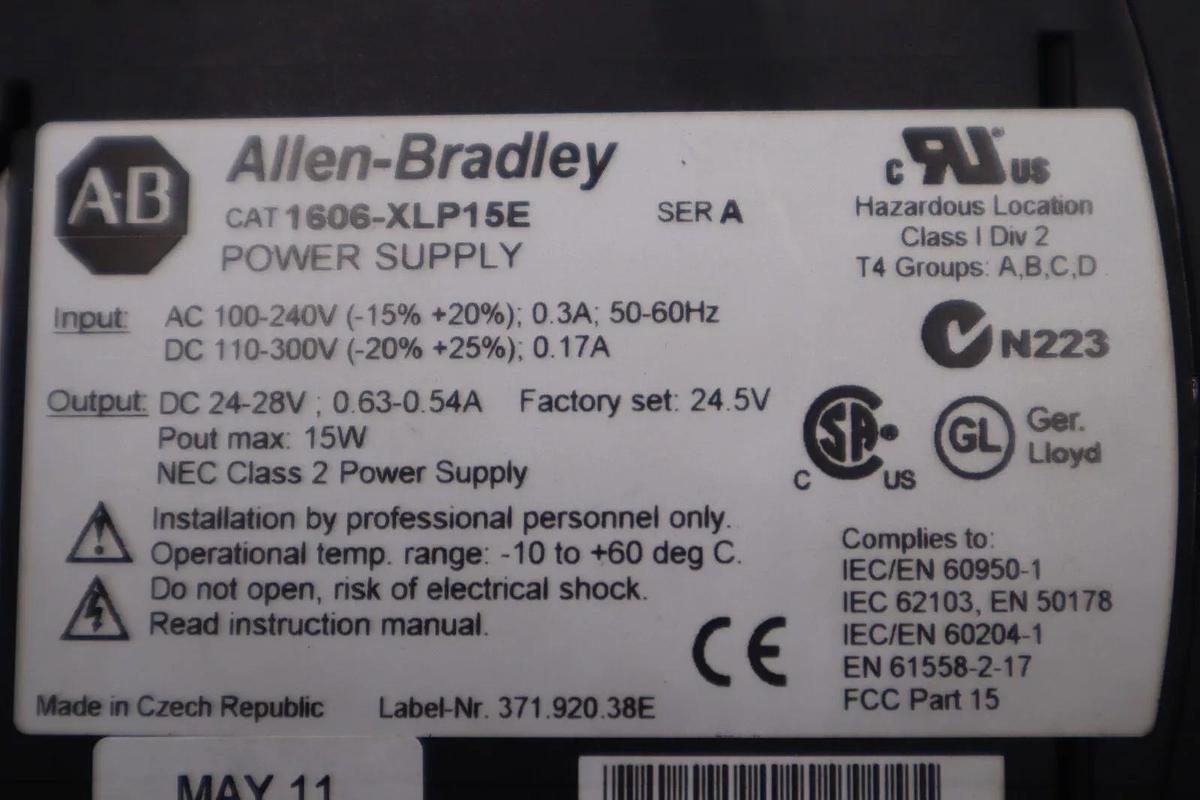 A-B Allen-Bradley
CAT 1606-XLP15E SER A
POWER SUPPLY
c RU US
Hazardous Location
Class I Div 2
T4 Groups: A,B,C,D
Input: AC 100-240V (-15% +20%); 0.3A; 50-60Hz
DC 110-300V (-20% +25%); 0.17A
N223
Output: DC 24-28V ; 0.63-0.54A Factory set: 24.5V
Pout max: 15W
NEC Class 2 Power Supply
C SA US
GL Ger.
Lloyd
Installation by professional personnel only.
Operational temp. range: -10 to +60 deg C.
Do not open, risk of electrical shock.
Read instruction manual.
CE
Complies to:
IEC/EN 60950-1
IEC 62103, EN 50178
IEC/EN 60204-1
EN 61558-2-17
FCC Part 15
Made in Czech Republic Label-Nr. 371.920.38E
MAY 11